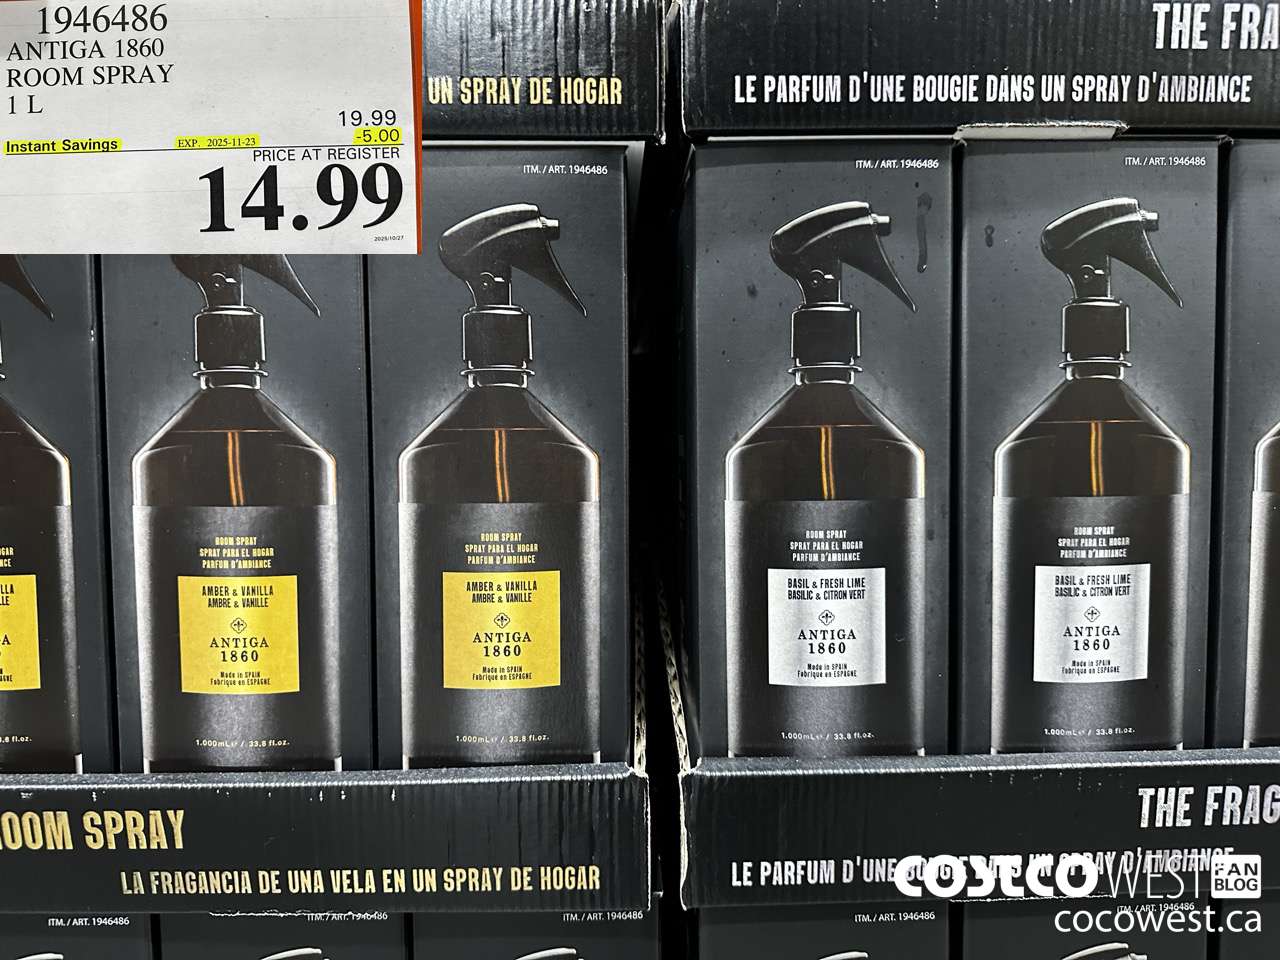 1946486
ANTIGA 1860
ROOM SPRAY
1 L
19.99
Instant Savings EXP. 2025-11-23 -5.00
PRICE AT REGISTER
14.99
2025/10/27
UN SPRAY DE HOGAR
THE FRA
LE PARFUM D'UNE BOUGIE DANS UN SPRAY D'AMBIANCE
ITM. / ART. 1946486
ITM. / ART. 1946486
ITM. / ART. 1946486
ROOM SPRAY
SPRAY PARA EL HOGAR
PARFUM D'AMBIANCE
AMBER & VANILLA
AMBRE & VANILLE
ANTIGA
1860
Made in SPAIN
Fabriqué en ESPAGNE
1.000mL / 33.8 fl.oz.
ROOM SPRAY
SPRAY PARA EL HOGAR
PARFUM D'AMBIANCE
AMBER & VANILLA
AMBRE & VANILLE
ANTIGA
1860
Made in SPAIN
Fabriqué en ESPAGNE
1.000mL / 33.8 fl.oz.
ROOM SPRAY
SPRAY PARA EL HOGAR
PARFUM D'AMBIANCE
BASIL & FRESH LIME
BASILIC & CITRON VERT
ANTIGA
1860
Made in SPAIN
Fabriqué en ESPAGNE
1.000mL / 33.8 fl.oz.
ROOM SPRAY
SPRAY PARA EL HOGAR
PARFUM D'AMBIANCE
BASIL & FRESH LIME
BASILIC & CITRON VERT
ANTIGA
1860
Made in SPAIN
Fabriqué en ESPAGNE
1.000mL / 33.8 fl.oz.
OOM SPRAY
LA FRAGANCIA DE UNA VELA EN UN SPRAY DE HOGAR
THE FRAG
LE PARFUM D'UNE BOUGIE DANS UN SPRAY D'AMBIANCE
COSTCO WEST FAN BLOG
cocowest.ca
ITM. / ART. 1946486
ITM. / ART. 1946486
ITM. / ART. 1946486
ITM. / ART. 1946486
ITM. / ART. 1946486